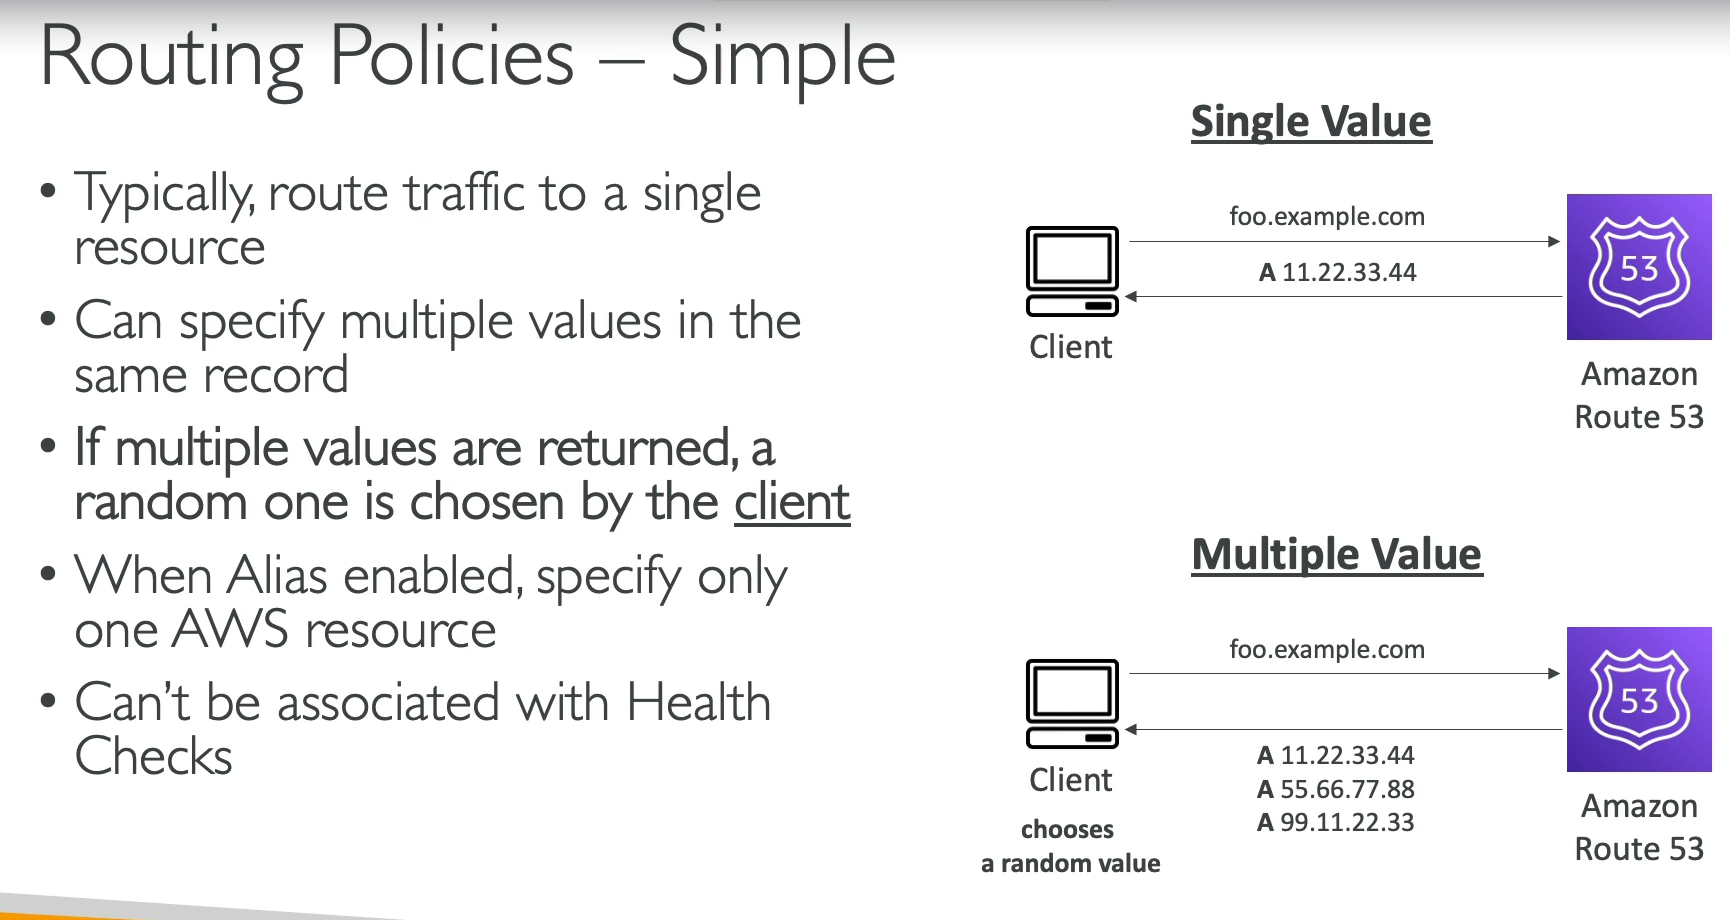 Routing Policies – Simple
• Typically, route traffic to a single
resource
• Can specify multiple values in the
same record
• If multiple values are returned, a
random one is chosen by the client
• When Alias enabled, specify only
one AWS resource
• Can’t be associated with Health
Checks
Single Value
foo.example.com
A 11.22.33.44
Client
53
Amazon
Route 53
Multiple Value
foo.example.com
A 11.22.33.44
A 55.66.77.88
A 99.11.22.33
Client
chooses
a random value
53
Amazon
Route 53